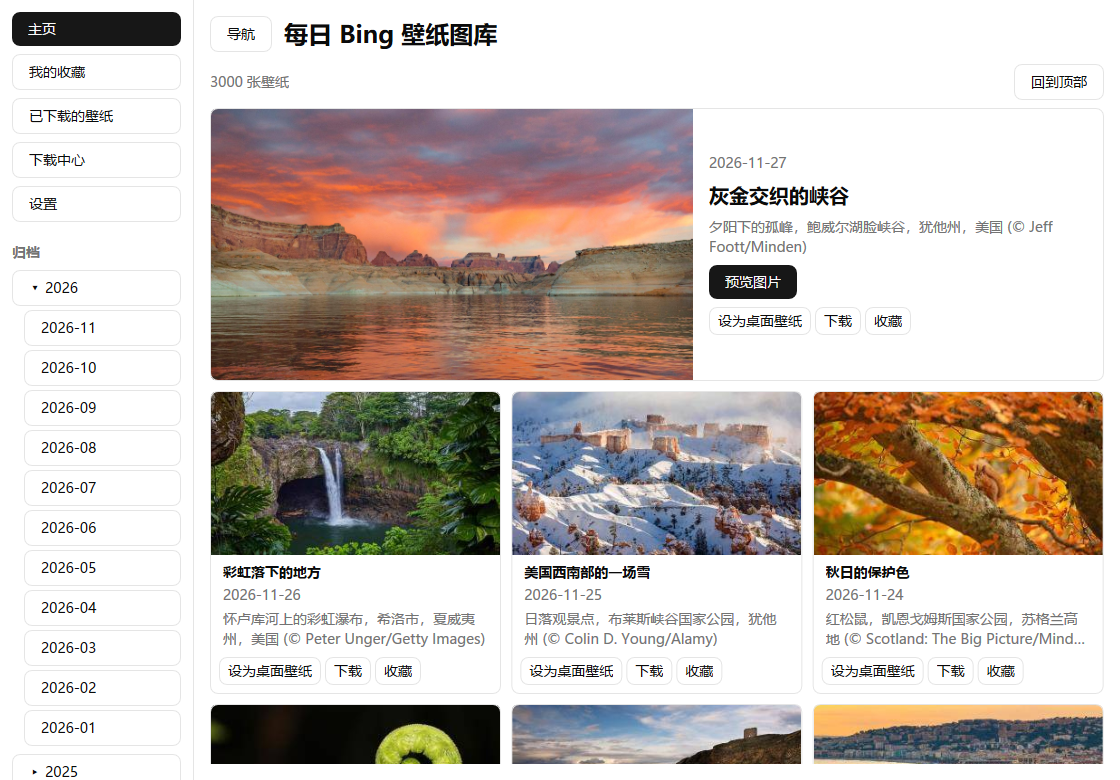 主页
我的收藏
已下载的壁纸
下载中心
设置
归档
▾ 2026
2026-11
2026-10
2026-09
2026-08
2026-07
2026-06
2026-05
2026-04
2026-03
2026-02
2026-01
▸ 2025
导航
每日 Bing 壁纸图库
3000 张壁纸
回到顶部
2026-11-27
灰金交织的峡谷
夕阳下的孤峰，鲍威尔湖脸峡谷，犹他州，美国 (© Jeff
Foott/Minden)
预览图片
设为桌面壁纸 下载 收藏
彩虹落下的地方
2026-11-26
怀卢库河上的彩虹瀑布，希洛市，夏威夷
州，美国 (© Peter Unger/Getty Images)
设为桌面壁纸 下载 收藏
美国西南部的一场雪
2026-11-25
日落观景点，布莱斯峡谷国家公园，犹他
州 (© Colin D. Young/Alamy)
设为桌面壁纸 下载 收藏
秋日的保护色
2026-11-24
红松鼠，凯恩戈姆斯国家公园，苏格兰高
地 (© Scotland: The Big Picture/Mind...
设为桌面壁纸 下载 收藏